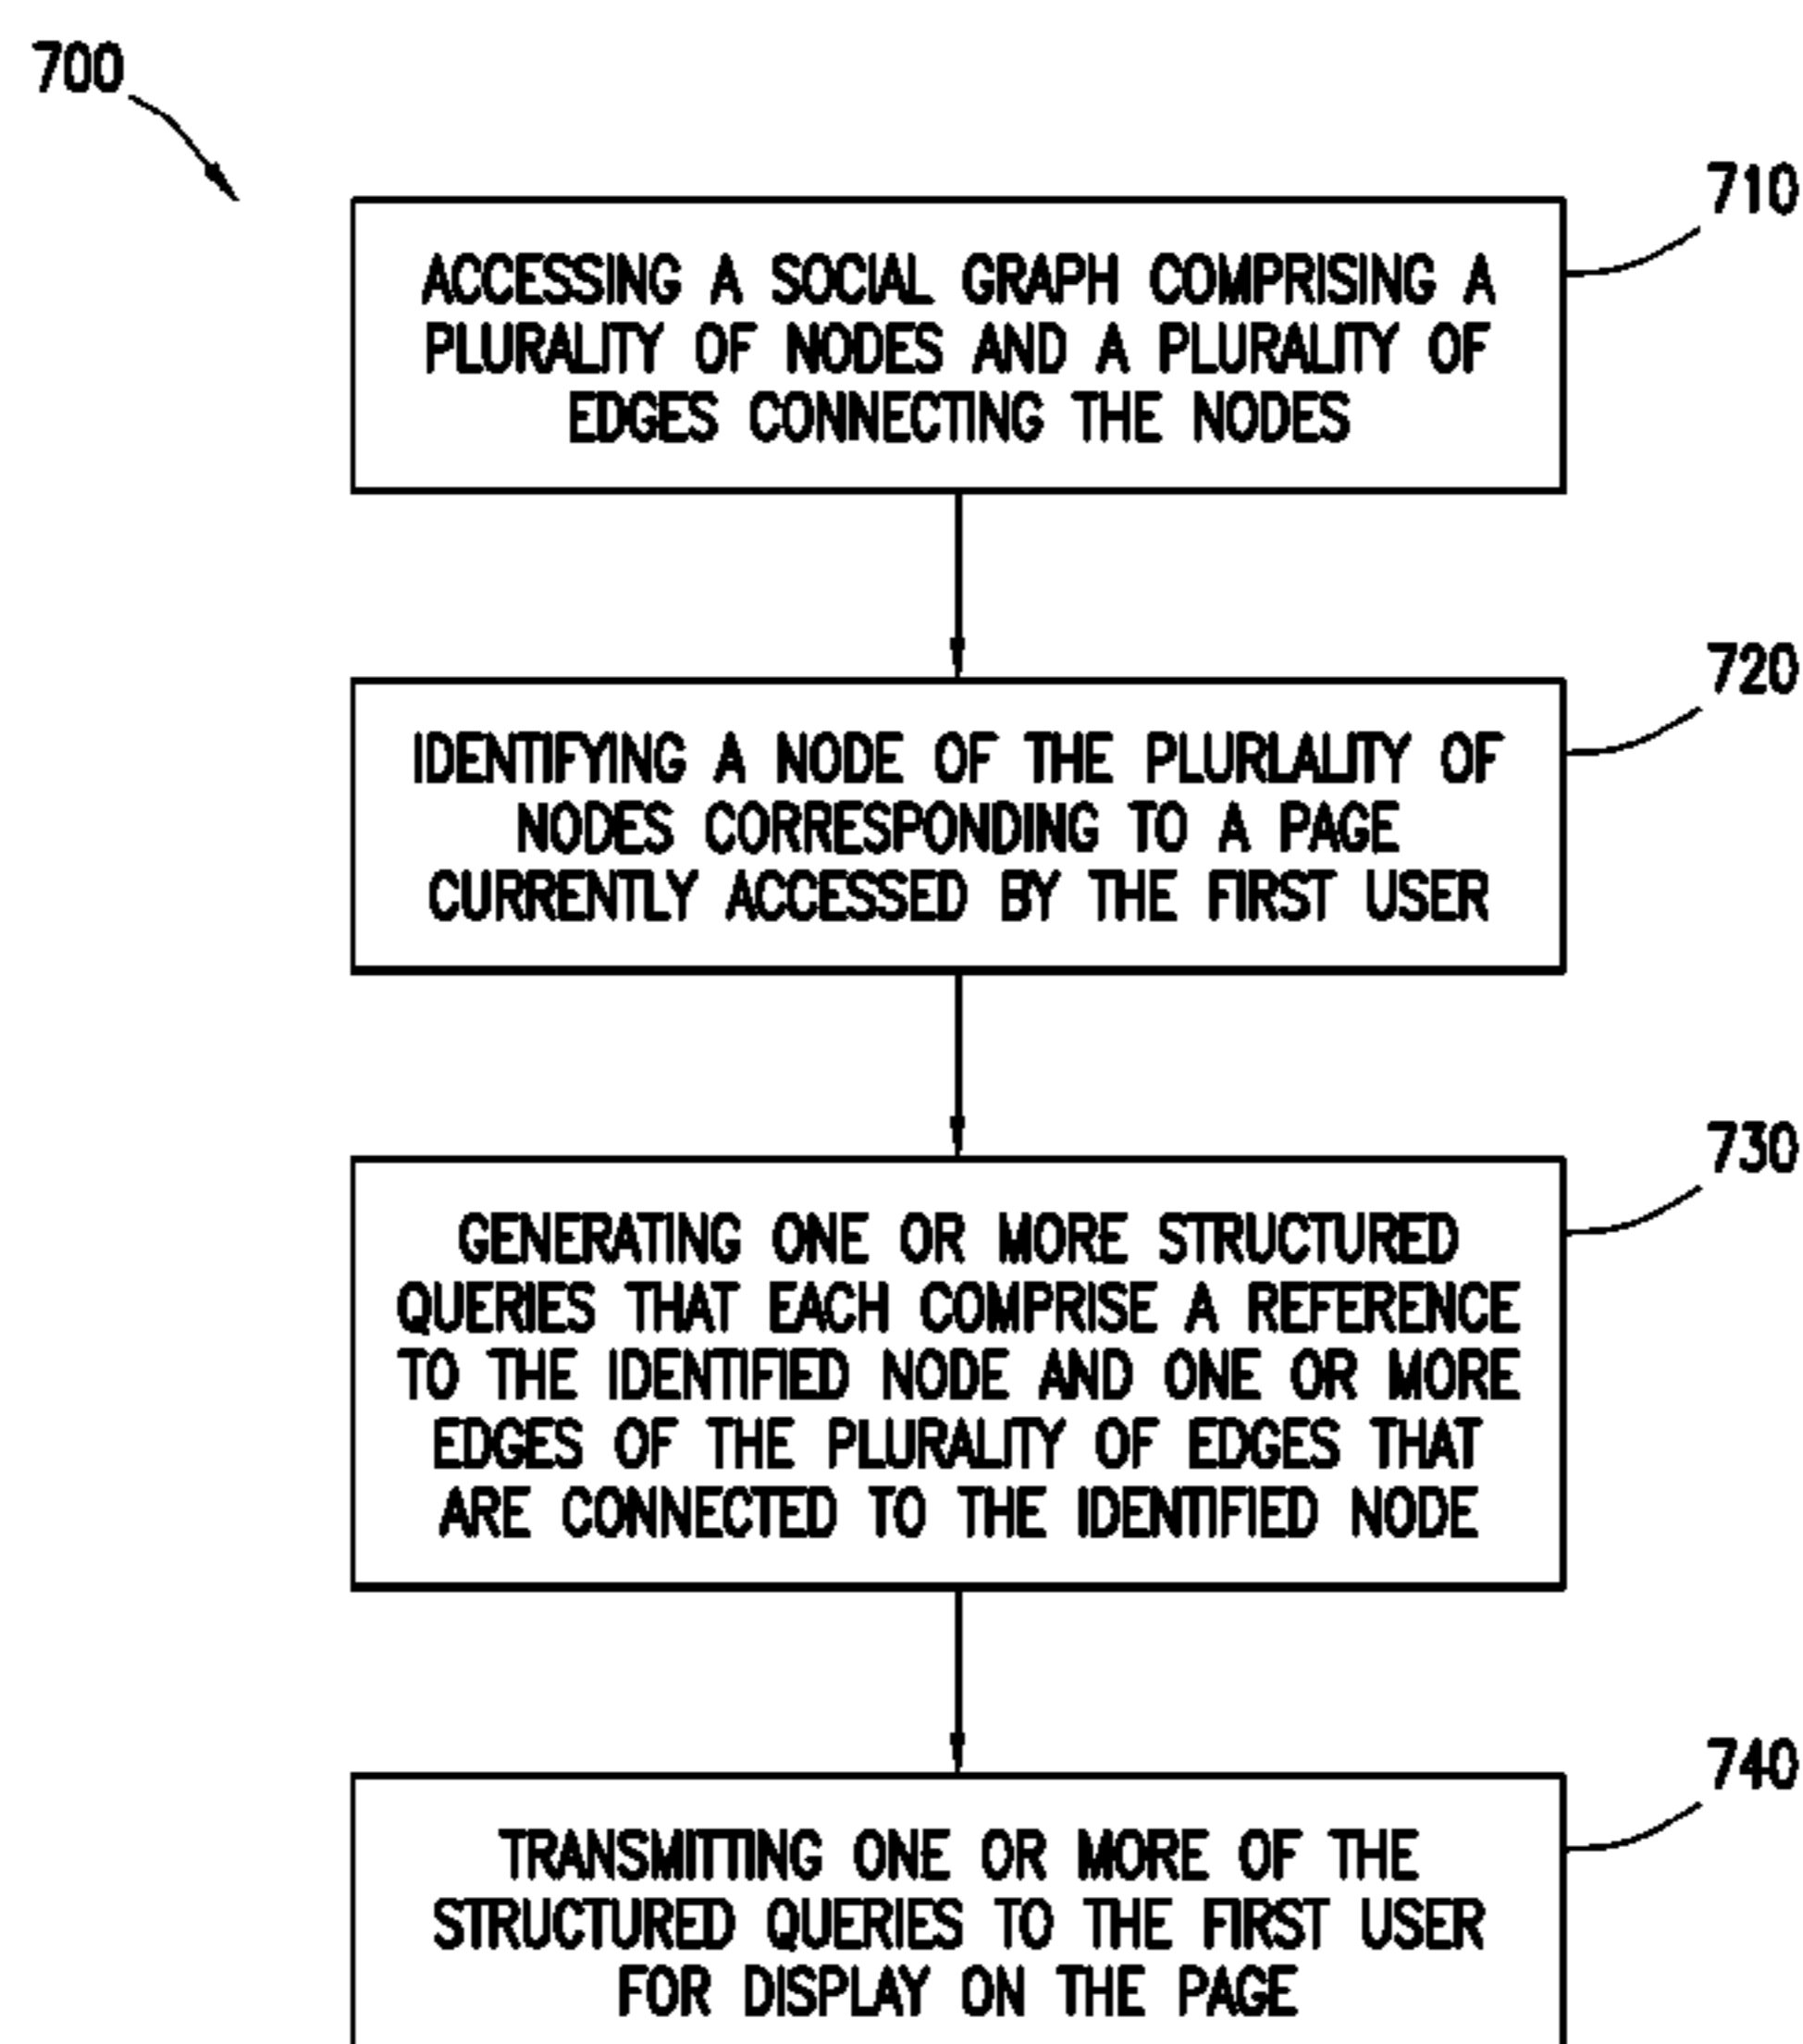 700
710
ACCESSING A SOCIAL GRAPH COMPRISING A
PLURALITY OF NODES AND A PLURALITY OF
EDGES CONNECTING THE NODES
720
IDENTIFYING A NODE OF THE PLURLALITY OF
NODES CORRESPONDING TO A PAGE
CURRENTLY ACCESSED BY THE FIRST USER
730
GENERATING ONE OR MORE STRUCTURED
QUERIES THAT EACH COMPRISE A REFERENCE
TO THE IDENTIFIED NODE AND ONE OR MORE
EDGES OF THE PLURALITY OF EDGES THAT
ARE CONNECTED TO THE IDENTIFIED NODE
740
TRANSMITTING ONE OR MORE OF THE
STRUCTURED QUERIES TO THE FIRST USER
FOR DISPLAY ON THE PAGE